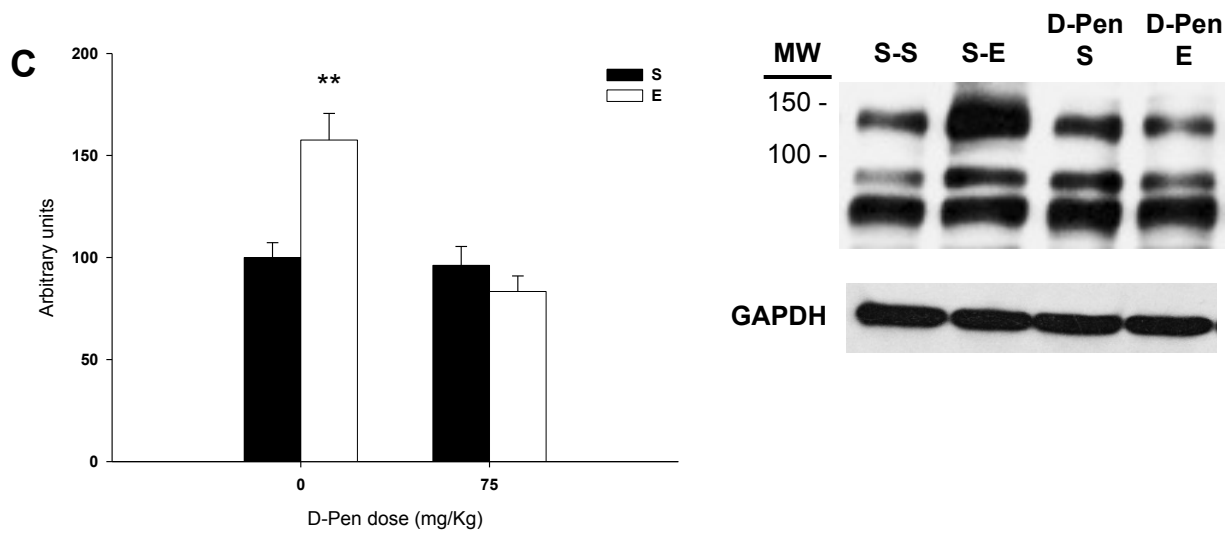 C
200
150
100
50
0
Arbitrary units
**
S
E
0
75
D-Pen dose (mg/Kg)
MW
S-S
S-E
D-Pen
S
D-Pen
E
150 -
100 -
GAPDH